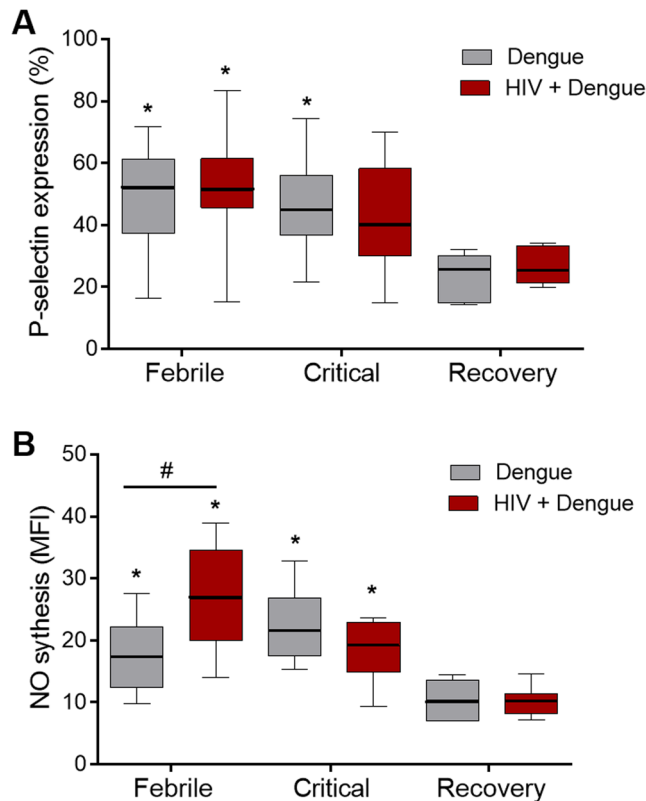 A
P-selectin expression (%)
100
80
60
40
20
0
Dengue
HIV + Dengue
* * *
Febrile Critical Recovery
B
NO sythesis (MFI)
50
40
30
20
10
0
Dengue
HIV + Dengue
#
* * * *
Febrile Critical Recovery